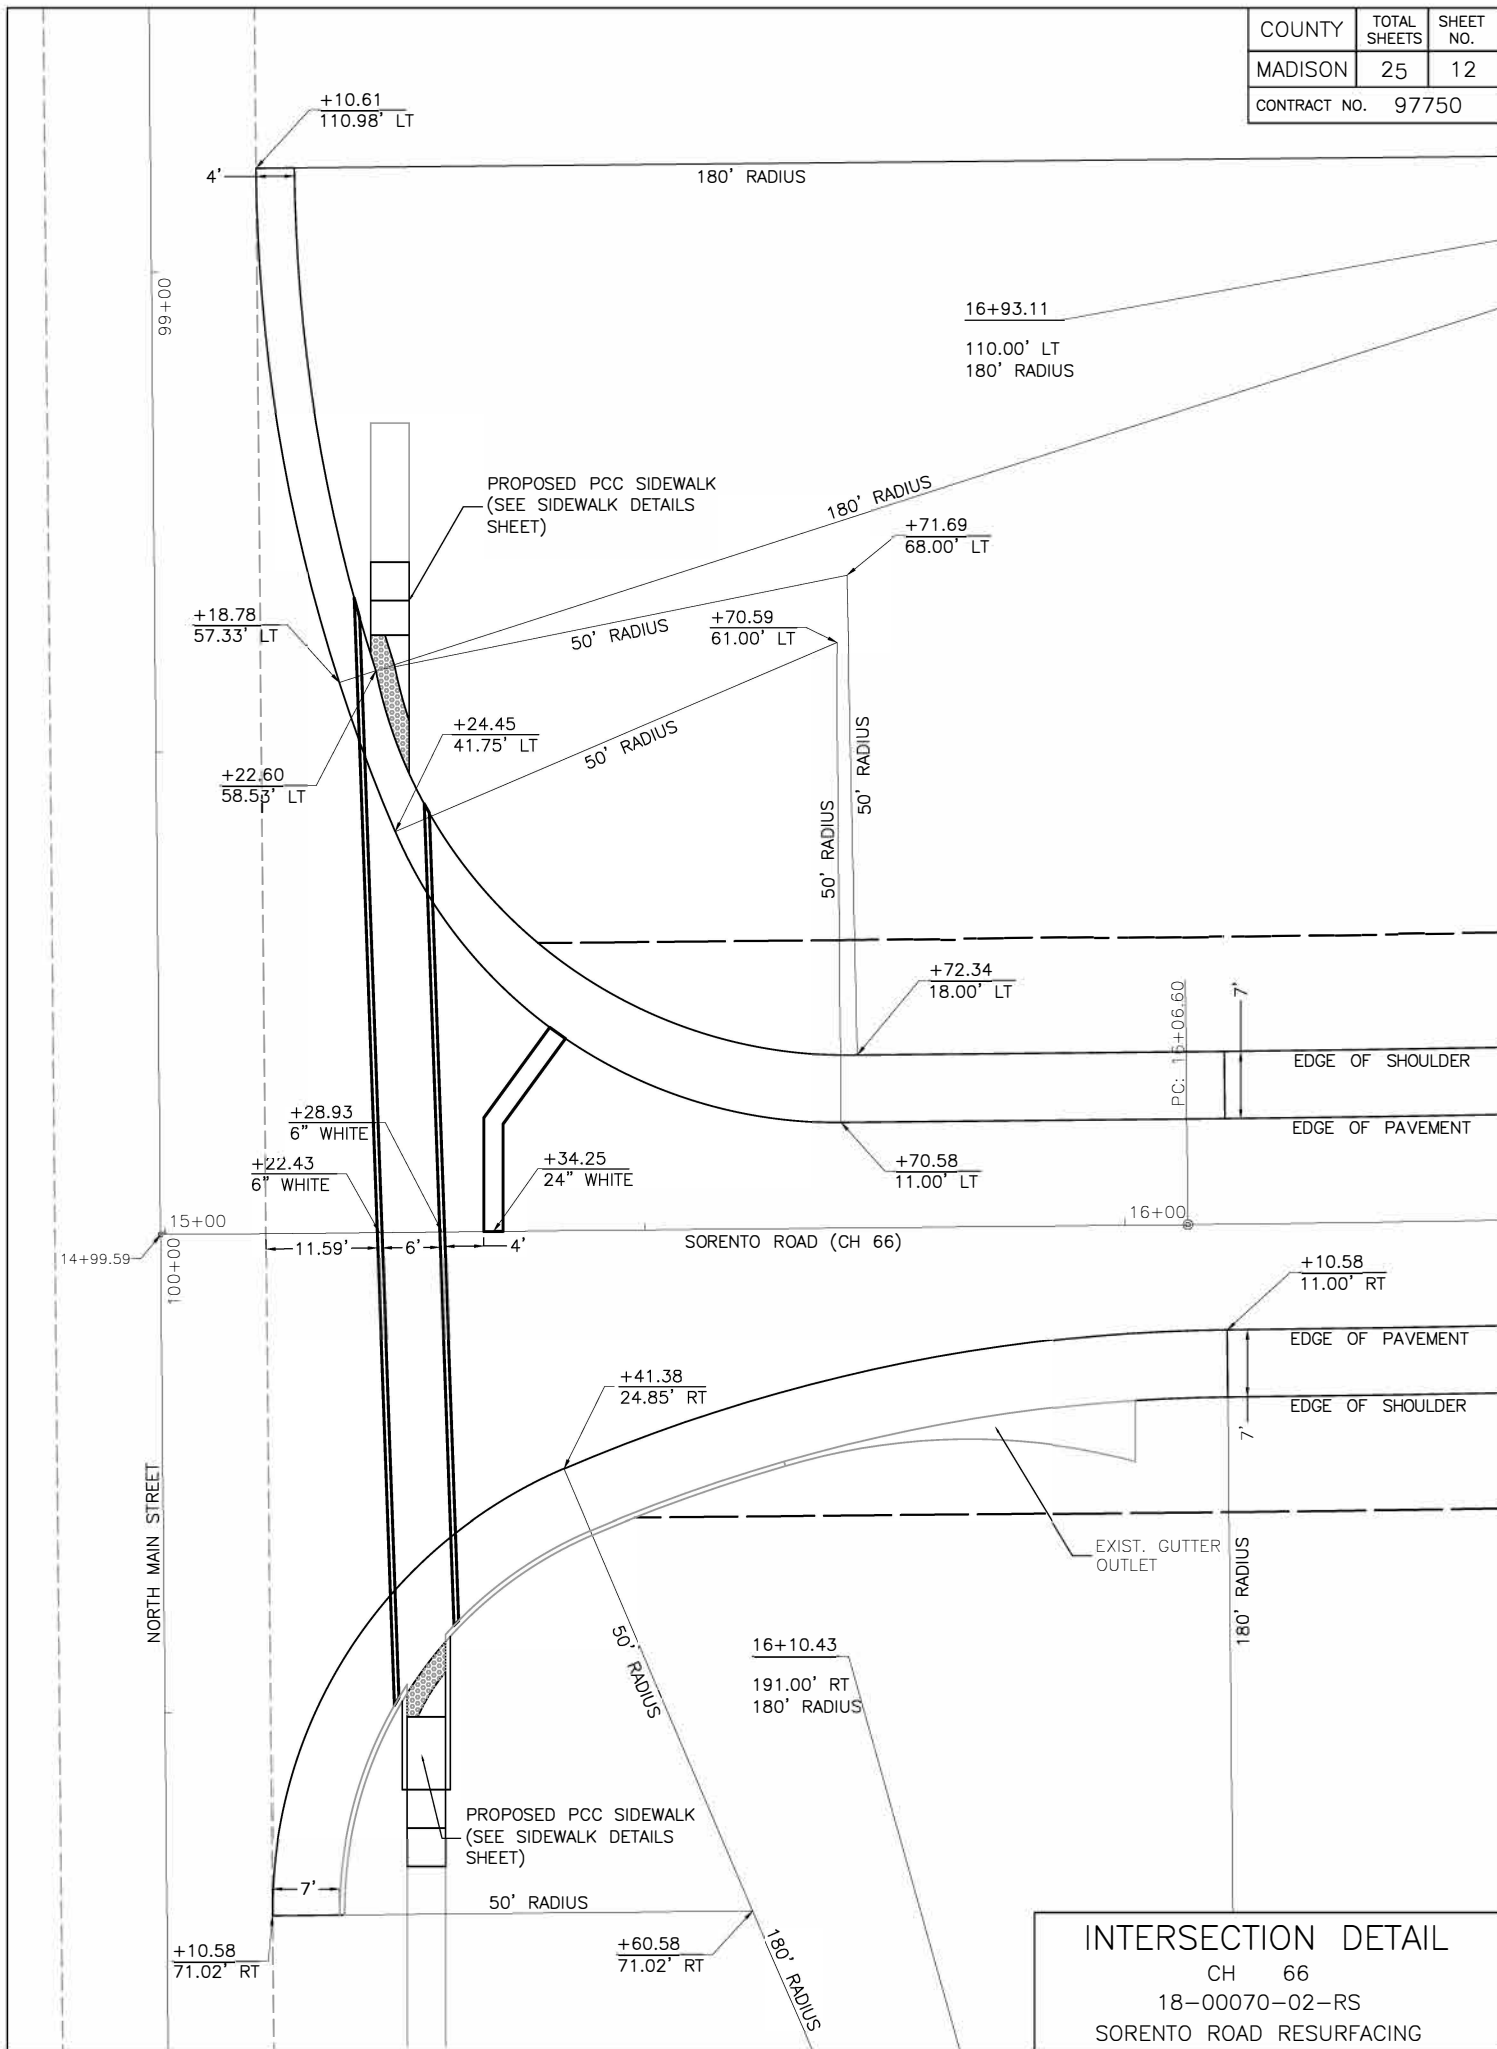 COUNTY
TOTAL
SHEETS
SHEET
NO.
MADISON
25
12
CONTRACT NO. 97750
+10.61
110.98' LT
4'
180' RADIUS
99+00
16+93.11
110.00' LT
180' RADIUS
PROPOSED PCC SIDEWALK
(SEE SIDEWALK DETAILS
SHEET)
180' RADIUS
+71.69
68.00' LT
+18.78
57.33' LT
50' RADIUS
+70.59
61.00' LT
+24.45
41.75' LT
50' RADIUS
50' RADIUS
50' RADIUS
+22.60
58.53' LT
+72.34
18.00' LT
PC: 16+06.60
7'
EDGE OF SHOULDER
EDGE OF PAVEMENT
+28.93
6" WHITE
+22.43
6" WHITE
+34.25
24" WHITE
+70.58
11.00' LT
15+00
16+00
14+99.59
100+00
11.59'
6'
4'
SORENTO ROAD (CH 66)
+10.58
11.00' RT
EDGE OF PAVEMENT
+41.38
24.85' RT
EDGE OF SHOULDER
7'
NORTH MAIN STREET
EXIST. GUTTER
OUTLET
50' RADIUS
180' RADIUS
16+10.43
191.00' RT
180' RADIUS
PROPOSED PCC SIDEWALK
(SEE SIDEWALK DETAILS
SHEET)
7'
50' RADIUS
+10.58
71.02' RT
+60.58
71.02' RT
180' RADIUS
INTERSECTION DETAIL
CH 66
18-00070-02-RS
SORENTO ROAD RESURFACING